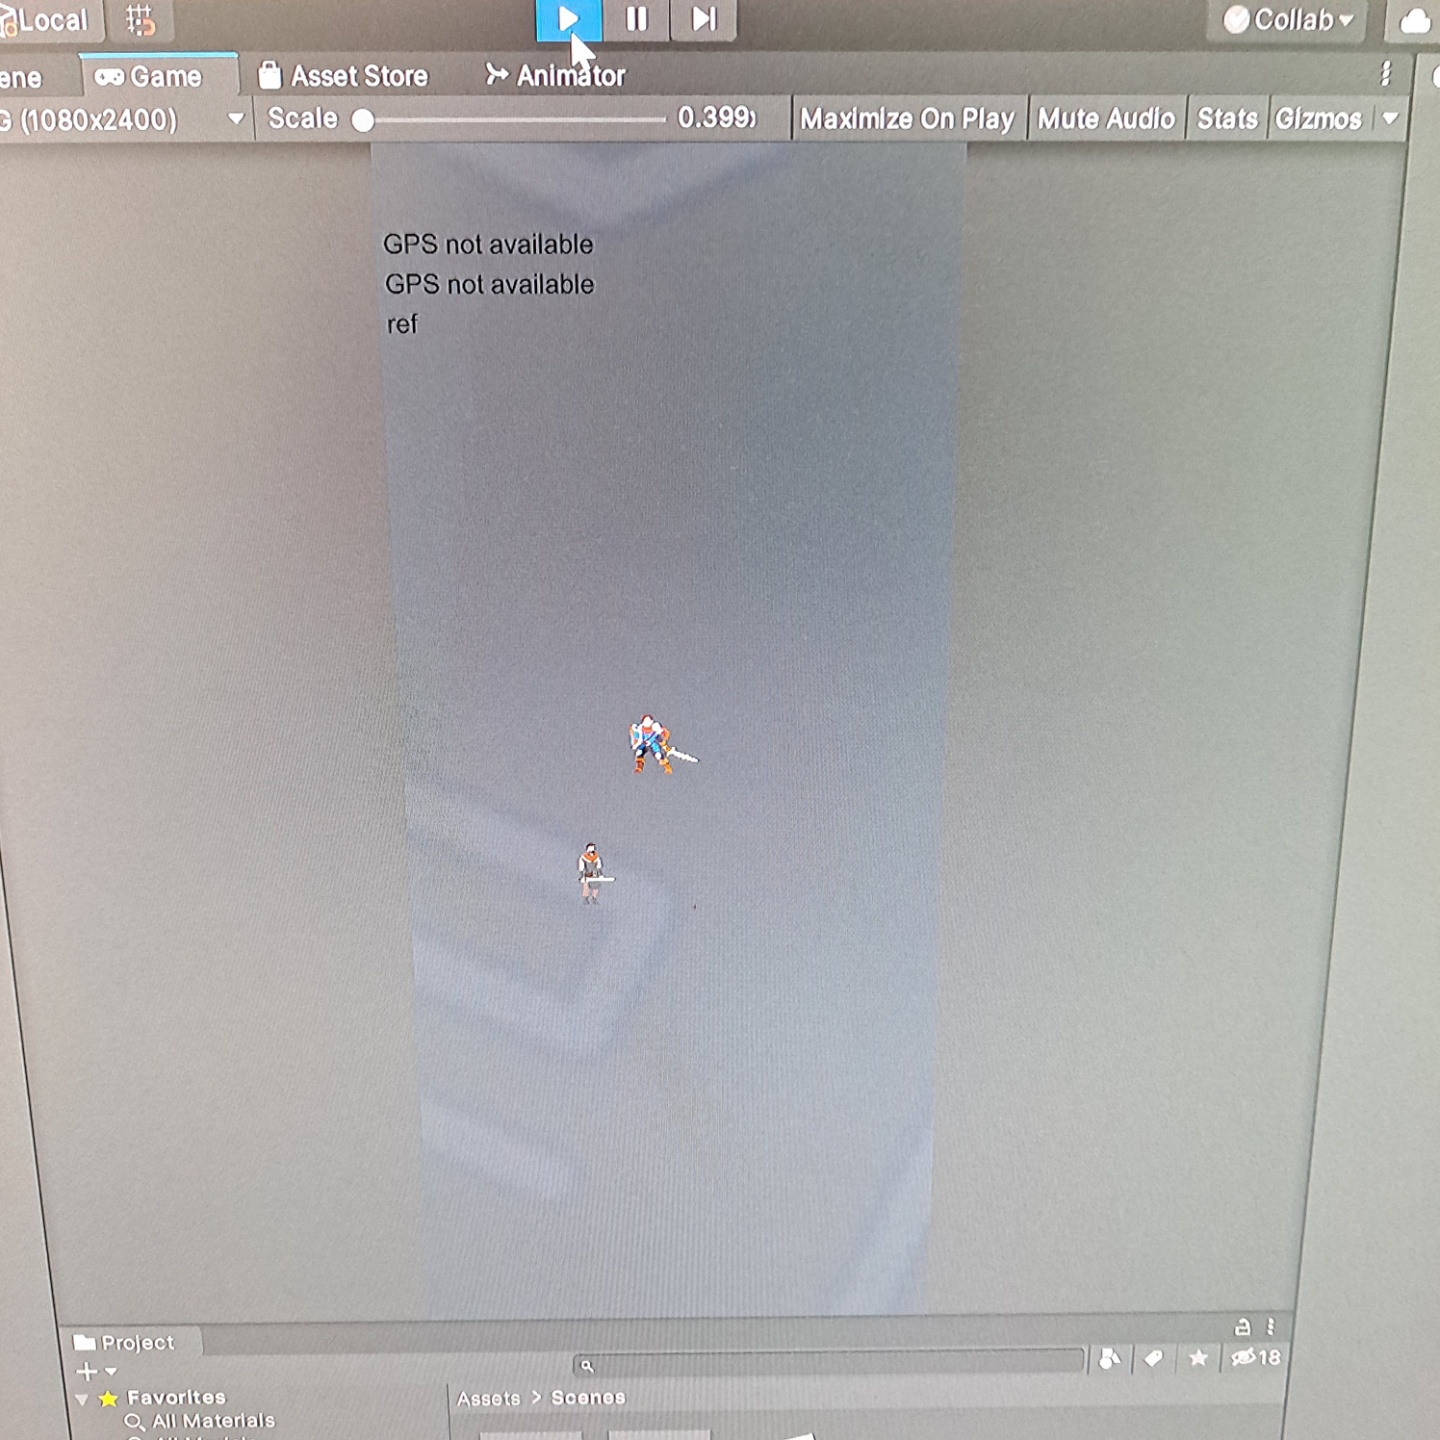 Local
Collab
ene
Game
Asset Store
Animator
G (1080x2400)
Scale
0.399
Maximize On Play
Mute Audio
Stats
Gizmos
GPS not available
GPS not available
ref
Project
18
Favorites
Assets > Scenes
All Materials